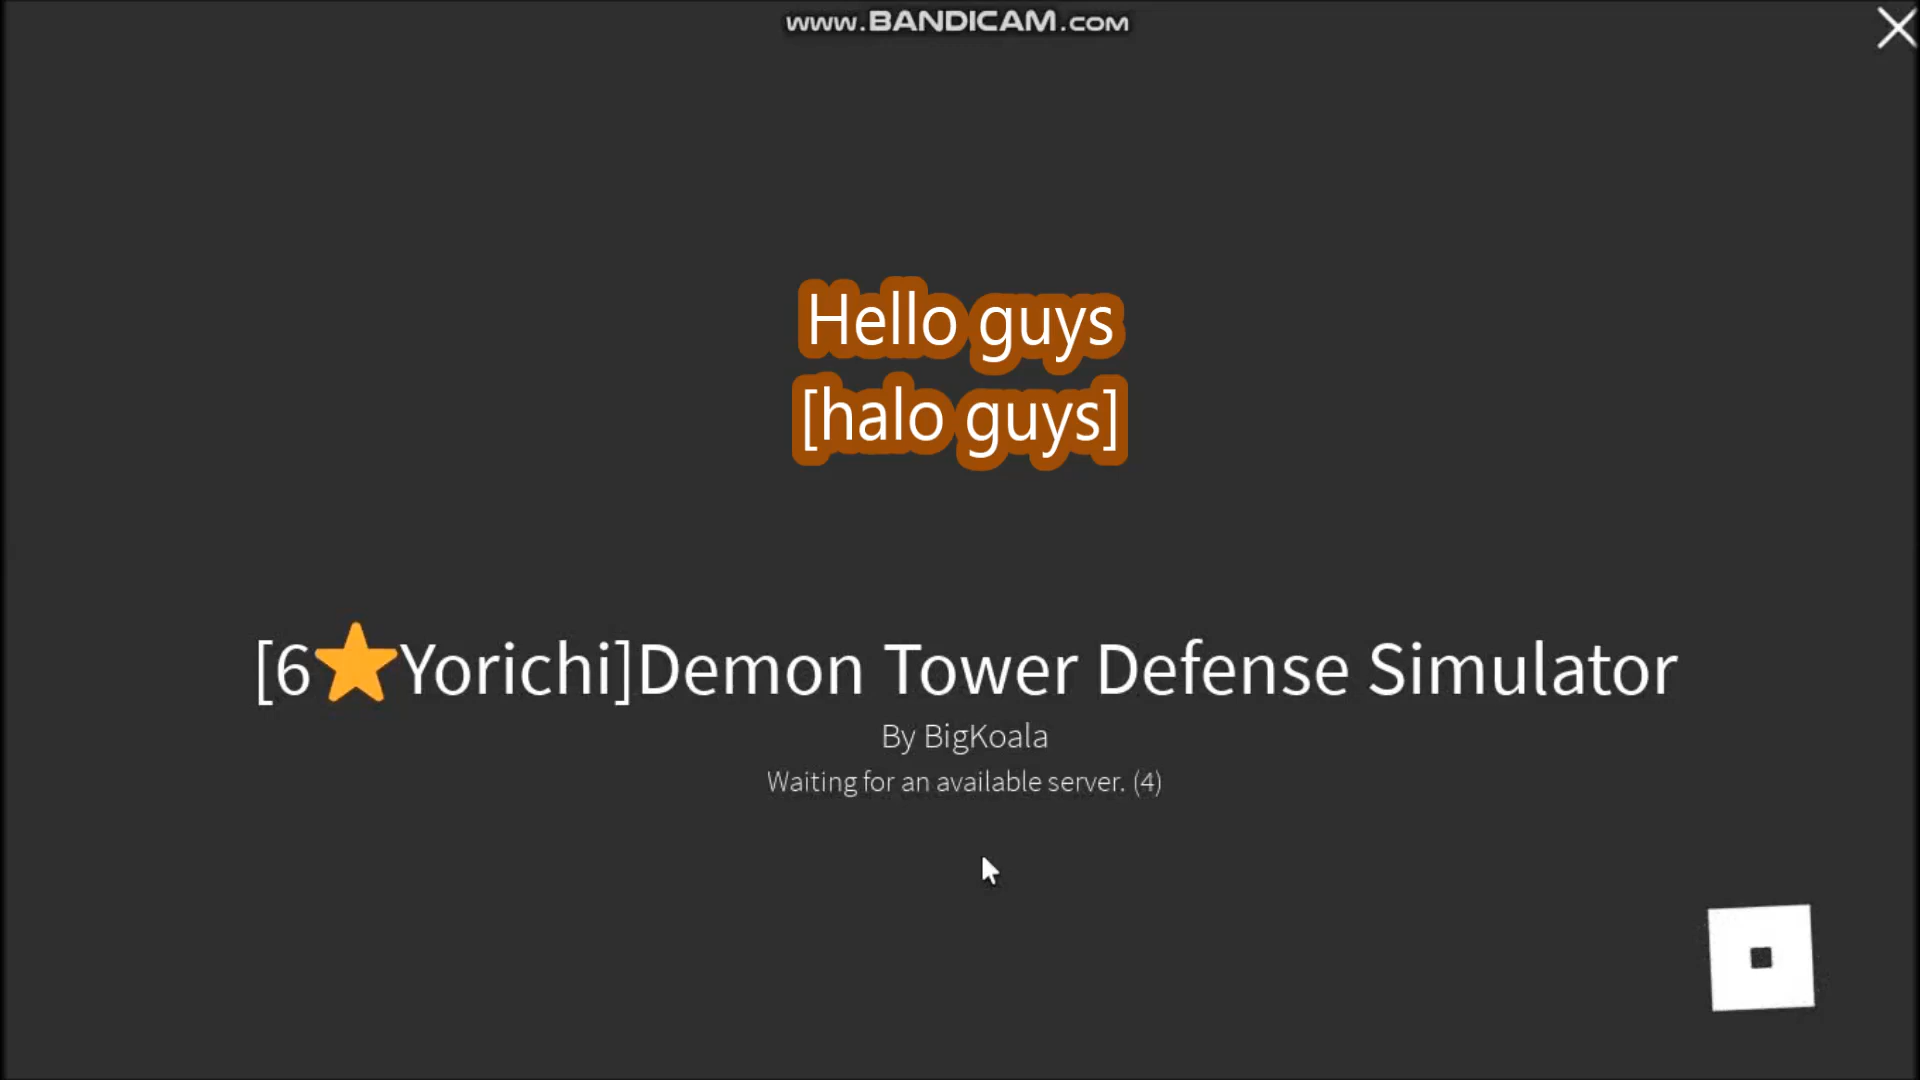 www.BANDICAM.com
Hello guys
[halo guys]
[6⭐Yorichi]Demon Tower Defense Simulator
By BigKoala
Waiting for an available server. (4)